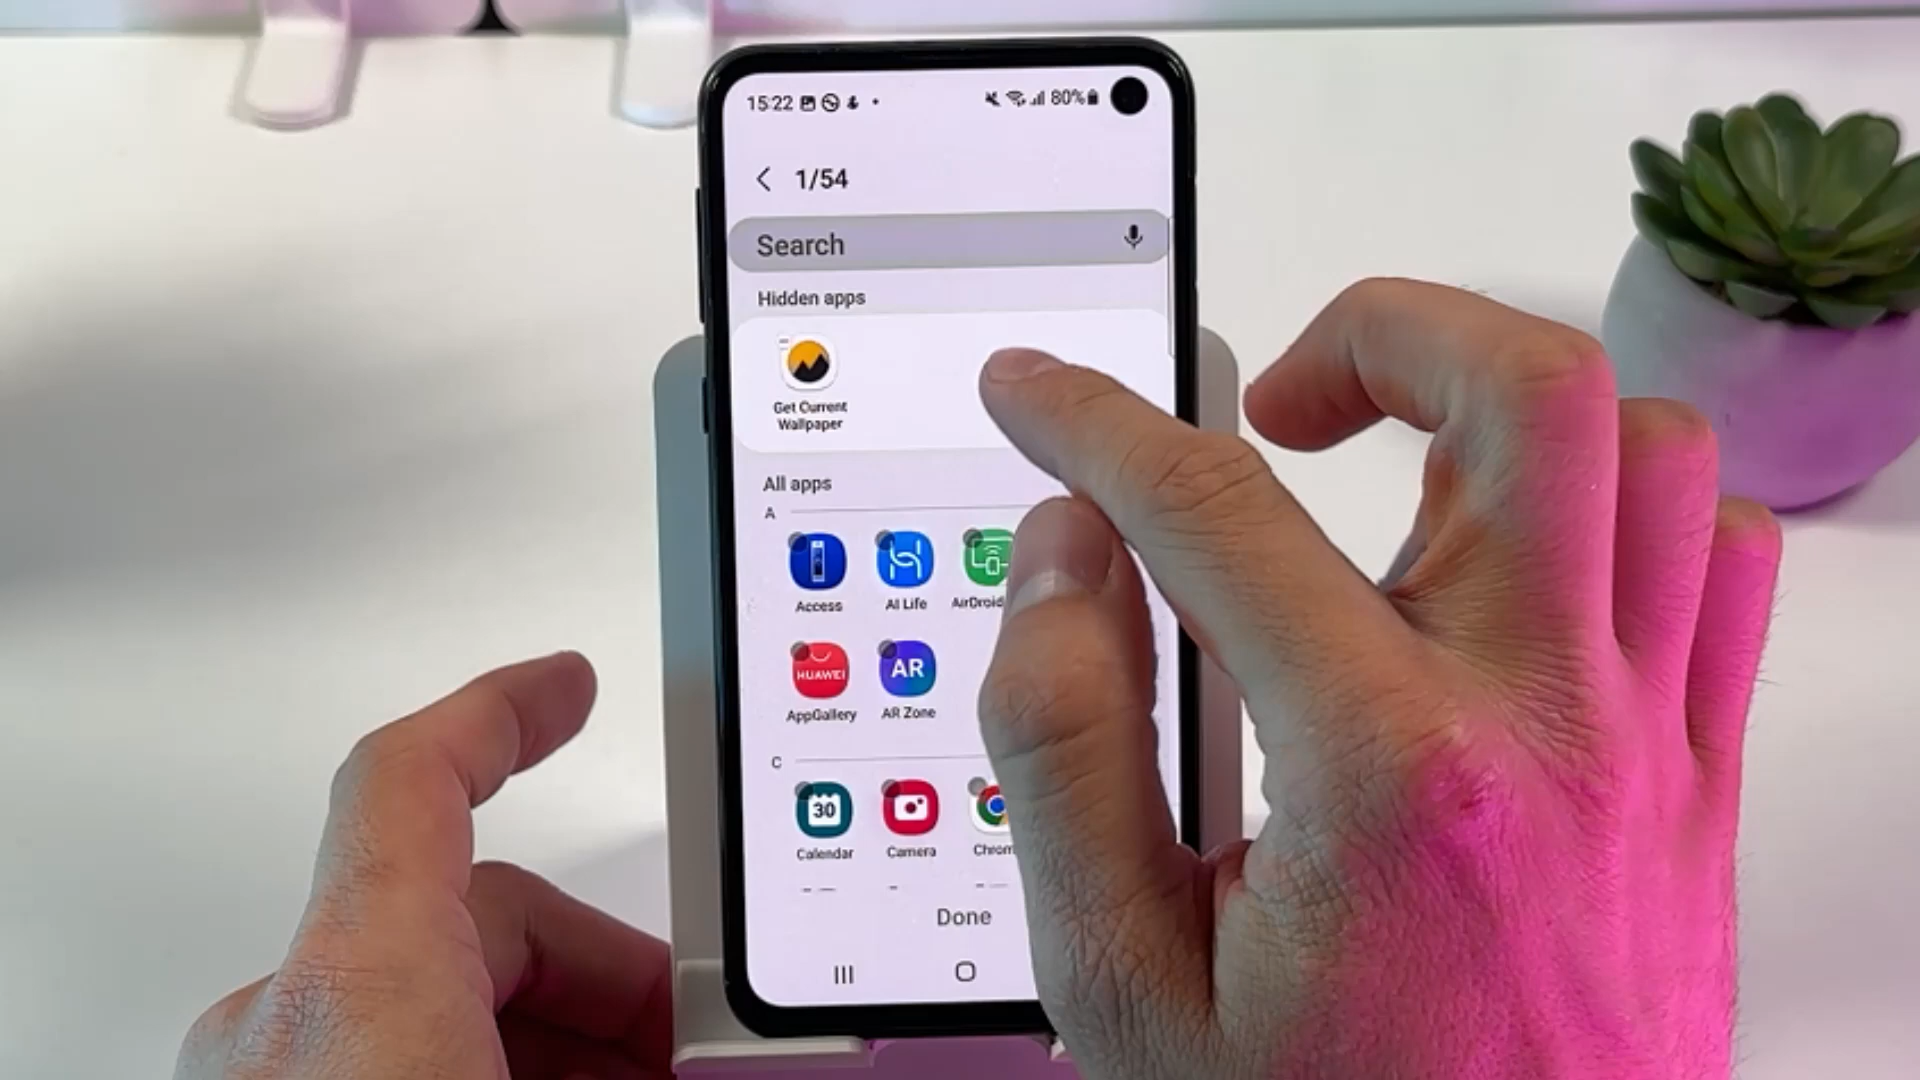 15:22
80%
1/54
Search
Hidden apps
Get Current
Wallpaper
All apps
A
Access
AI Life
AirDroid
HUAWEI
AR
AppGallery
AR Zone
C
30
Calendar
Camera
Chrom
Done